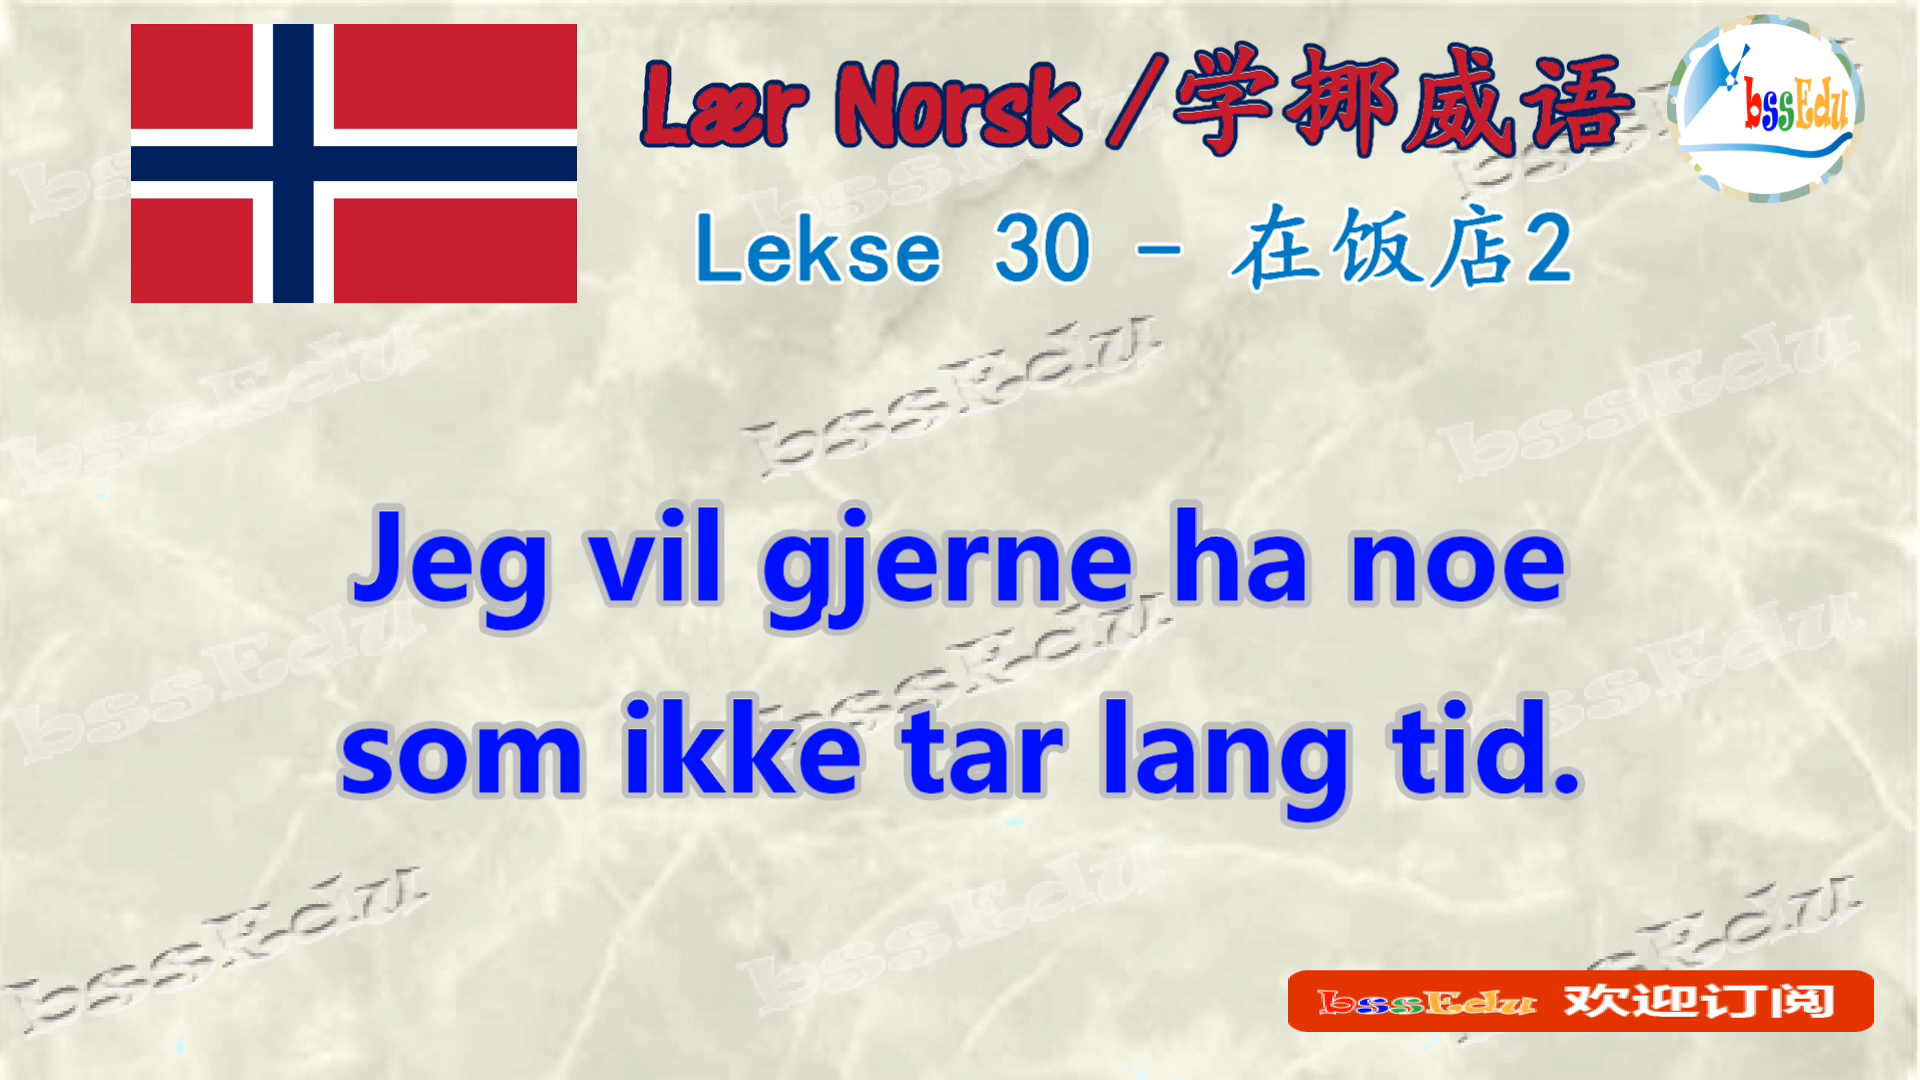 Lær Norsk /学挪威语
bssEdu
Lekse 30 - 在饭店2
Jeg vil gjerne ha noe
som ikke tar lang tid.
bssEdu 欢迎订阅